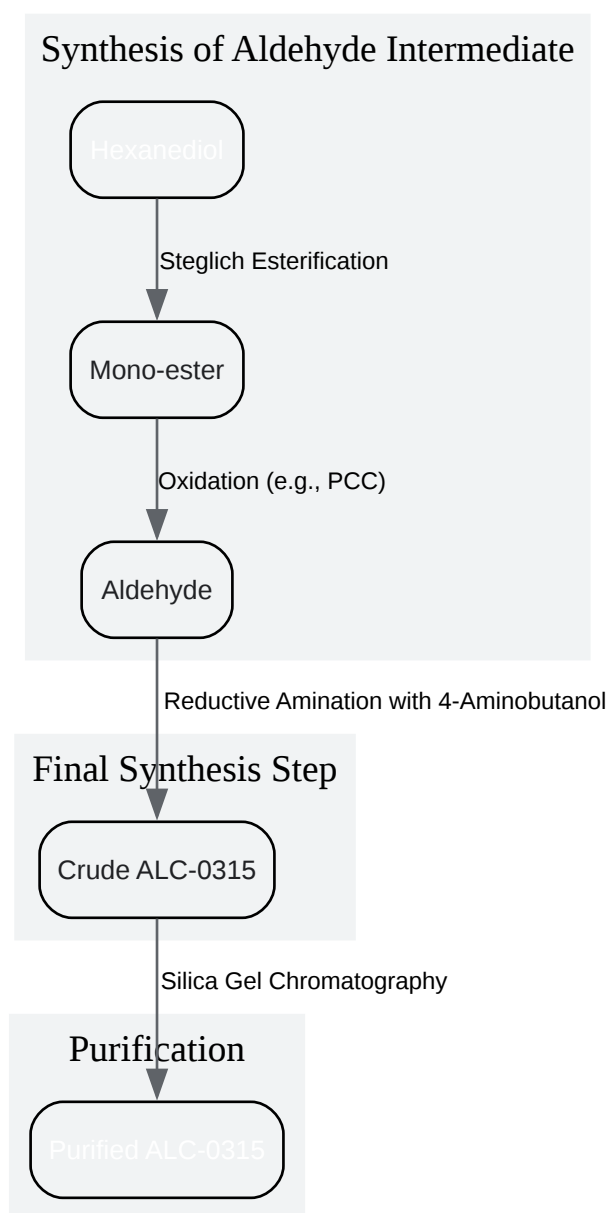 Synthesis of Aldehyde Intermediate
Hexanediol
Steglich Esterification
Mono-ester
Oxidation (e.g., PCC)
Aldehyde
Reductive Amination with 4-Aminobutanol
Final Synthesis Step
Crude ALC-0315
Silica Gel Chromatography
Purification
Purified ALC-0315